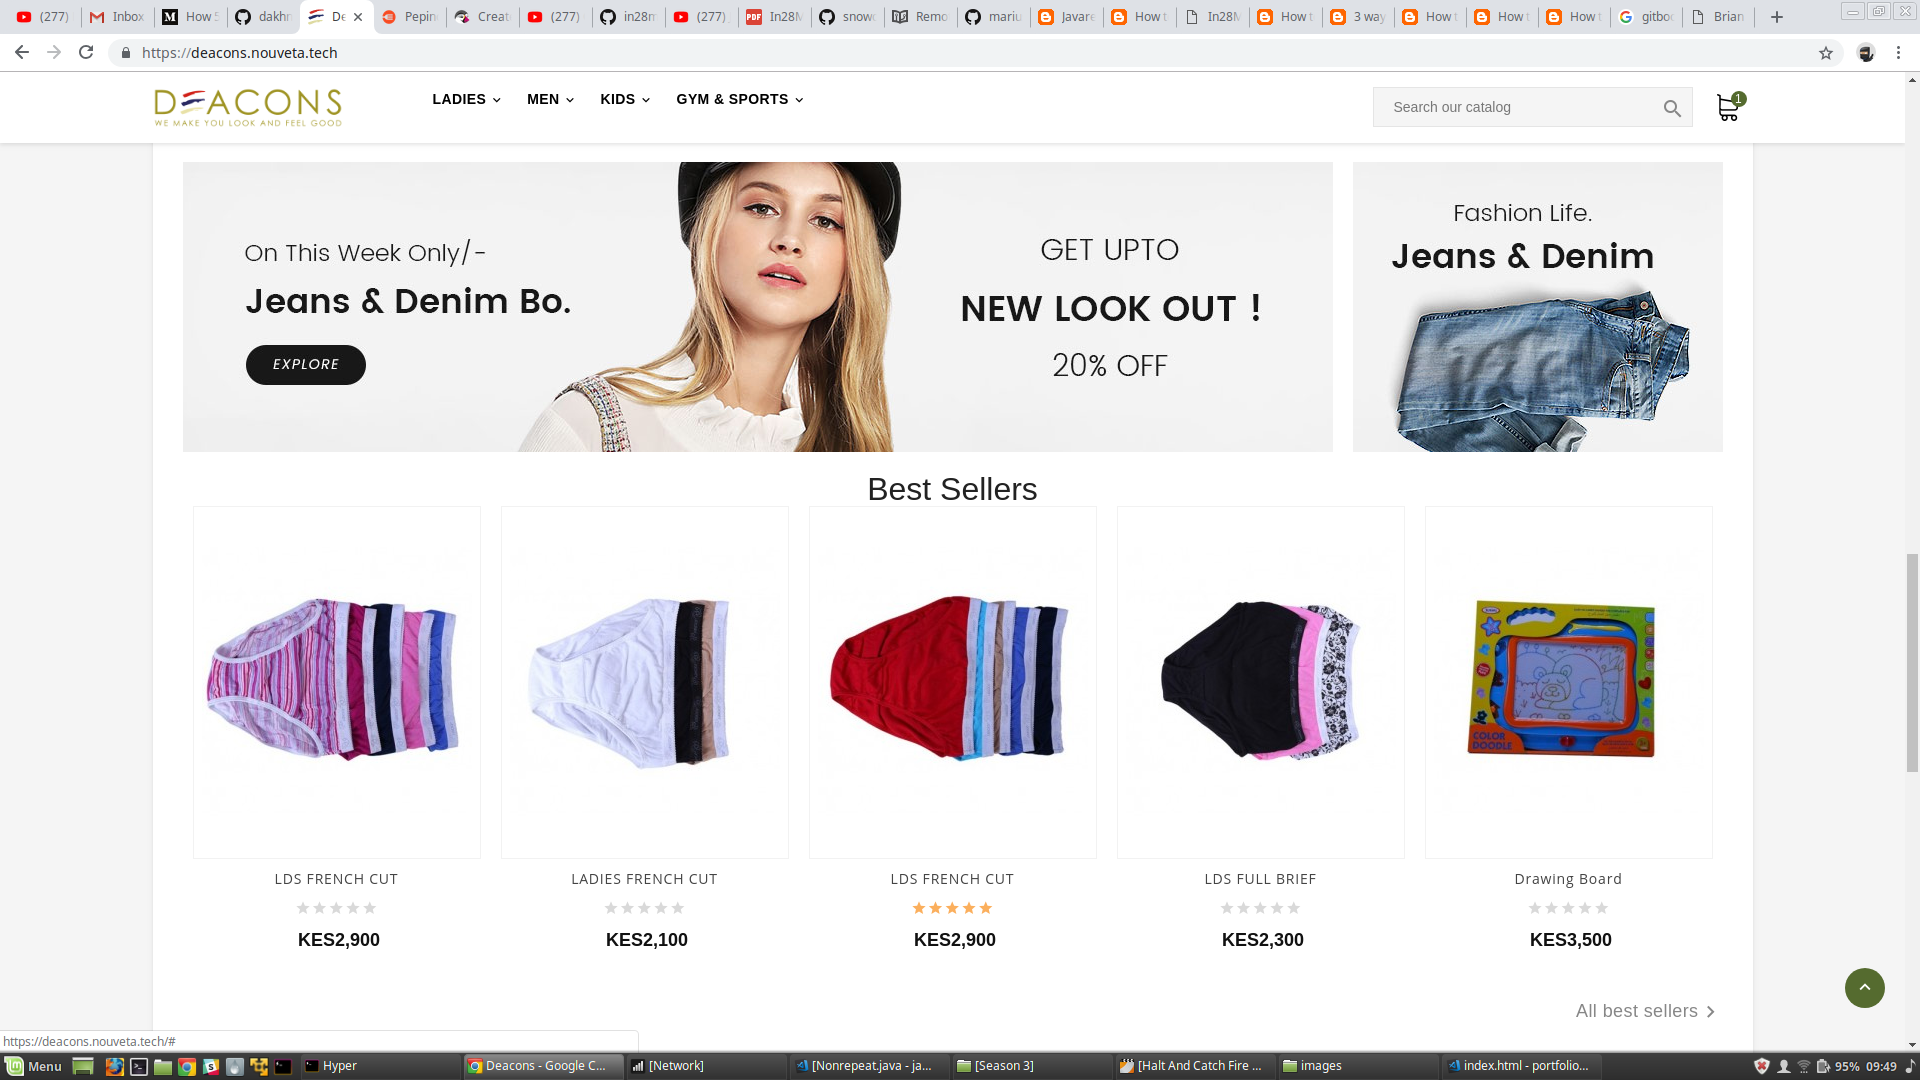 (277)
Inbox
How 5
dakhr
De
Pepin
Creat
(277)
in28m
(277)
In28M
snow
Remo
mariu
Javare
How t
In28M
How t
3 way
How t
How t
How t
gitboo
Brian
https://deacons.nouveta.tech
DEACONS
WE MAKE YOU LOOK AND FEEL GOOD
LADIES
MEN
KIDS
GYM & SPORTS
Search our catalog
1
On This Week Only/-
Jeans & Denim Bo.
EXPLORE
GET UPTO
NEW LOOK OUT !
20% OFF
Fashion Life.
Jeans & Denim
Best Sellers
COLOR
DOODLE
LDS FRENCH CUT
KES2,900
LADIES FRENCH CUT
KES2,100
LDS FRENCH CUT
KES2,900
LDS FULL BRIEF
KES2,300
Drawing Board
KES3,500
All best sellers
https://deacons.nouveta.tech/#
Menu
Hyper
Deacons - Google C...
[Network]
[Nonrepeat.java - ja...
[Season 3]
[Halt And Catch Fire ...
images
index.html - portfolio...
95%
09:49